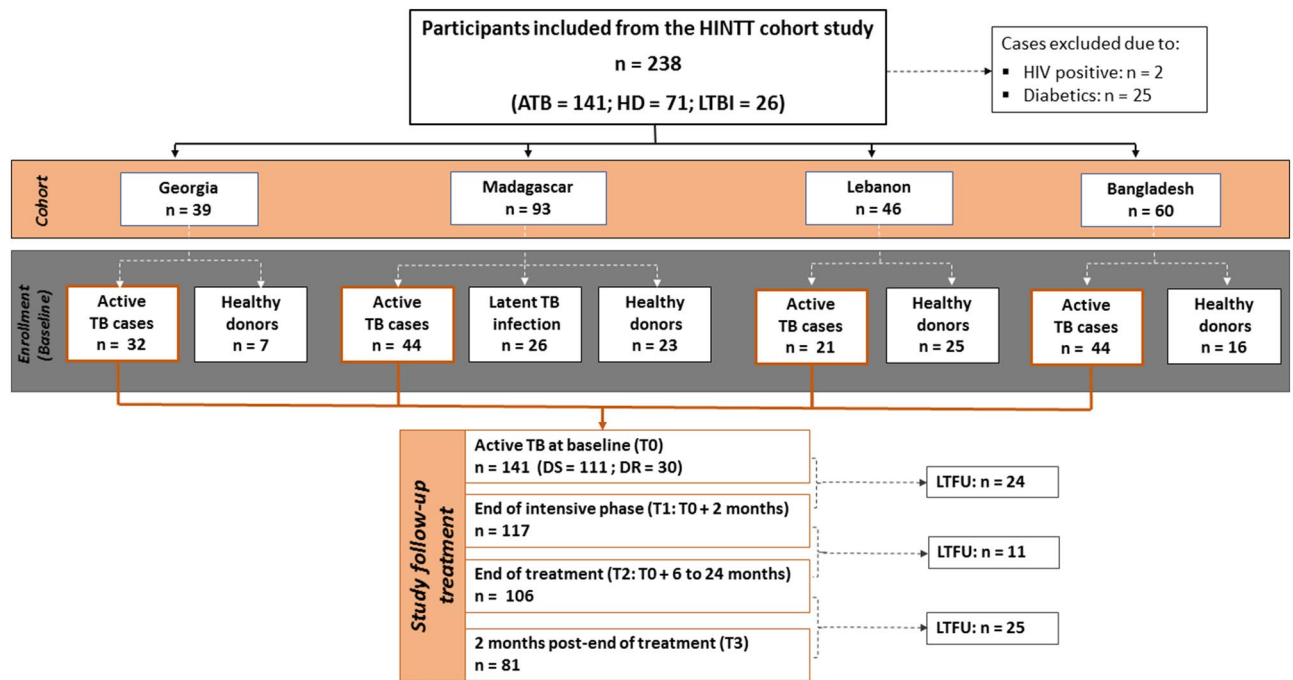 Participants included from the HINTT cohort study
n = 238
(ATB = 141; HD = 71; LTBI = 26)
Cases excluded due to:
▪ HIV positive: n = 2
▪ Diabetics: n = 25
Cohort
Georgia
n = 39
Madagascar
n = 93
Lebanon
n = 46
Bangladesh
n = 60
Enrollment
(Baseline)
Active
TB cases
n = 32
Healthy
donors
n = 7
Active
TB cases
n = 44
Latent TB
infection
n = 26
Healthy
donors
n = 23
Active
TB cases
n = 21
Healthy
donors
n = 25
Active
TB cases
n = 44
Healthy
donors
n = 16
Study follow-up
treatment
Active TB at baseline (T0)
n = 141 (DS = 111 ; DR = 30)
LTFU: n = 24
End of intensive phase (T1: T0 + 2 months)
n = 117
LTFU: n = 11
End of treatment (T2: T0 + 6 to 24 months)
n = 106
LTFU: n = 25
2 months post-end of treatment (T3)
n = 81